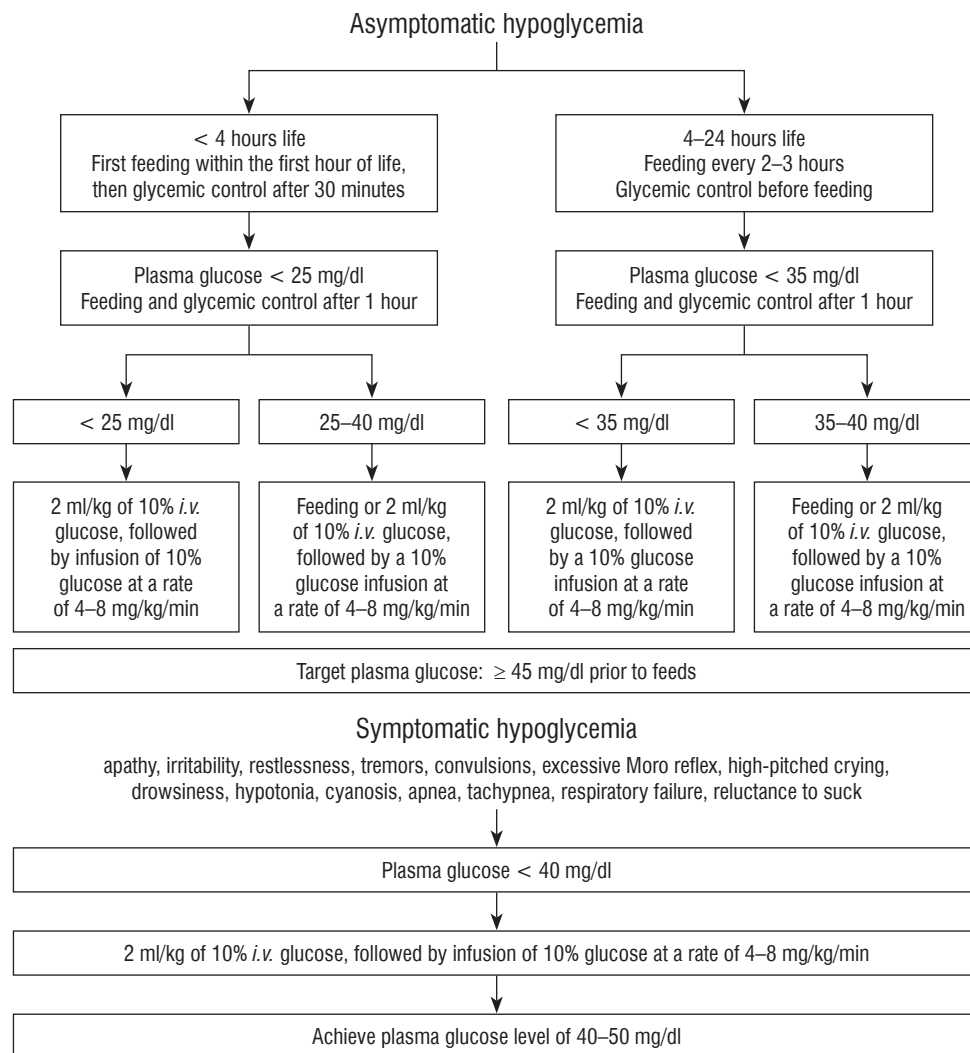 Asymptomatic hypoglycemia
< 4 hours life
First feeding within the first hour of life,
then glycemic control after 30 minutes
4–24 hours life
Feeding every 2–3 hours
Glycemic control before feeding
Plasma glucose < 25 mg/dl
Feeding and glycemic control after 1 hour
Plasma glucose < 35 mg/dl
Feeding and glycemic control after 1 hour
< 25 mg/dl
25–40 mg/dl
< 35 mg/dl
35–40 mg/dl
2 ml/kg of 10% i.v.
glucose, followed
by infusion of 10%
glucose at a rate
of 4–8 mg/kg/min
Feeding or 2 ml/kg
of 10% i.v. glucose,
followed by a 10%
glucose infusion at
a rate of 4–8 mg/kg/min
2 ml/kg of 10% i.v.
glucose, followed
by a 10% glucose
infusion at a rate
of 4–8 mg/kg/min
Feeding or 2 ml/kg
of 10% i.v. glucose,
followed by a 10%
glucose infusion at
a rate of 4–8 mg/kg/min
Target plasma glucose: ≥ 45 mg/dl prior to feeds
Symptomatic hypoglycemia
apathy, irritability, restlessness, tremors, convulsions, excessive Moro reflex, high-pitched crying,
drowsiness, hypotonia, cyanosis, apnea, tachypnea, respiratory failure, reluctance to suck
Plasma glucose < 40 mg/dl
2 ml/kg of 10% i.v. glucose, followed by infusion of 10% glucose at a rate of 4–8 mg/kg/min
Achieve plasma glucose level of 40–50 mg/dl